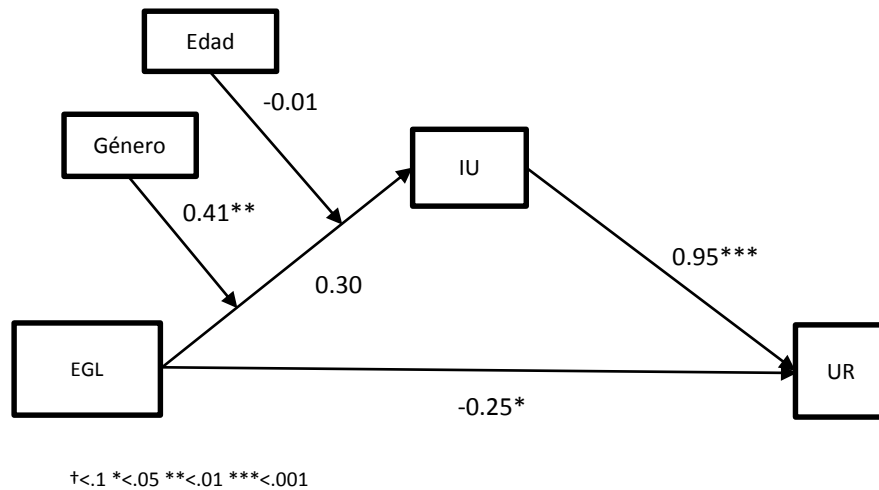 Edad
-0.01
Género
IU
0.41**
0.95***
0.30
EGL
UR
-0.25*
†<.1 *<.05 **<.01 ***<.001